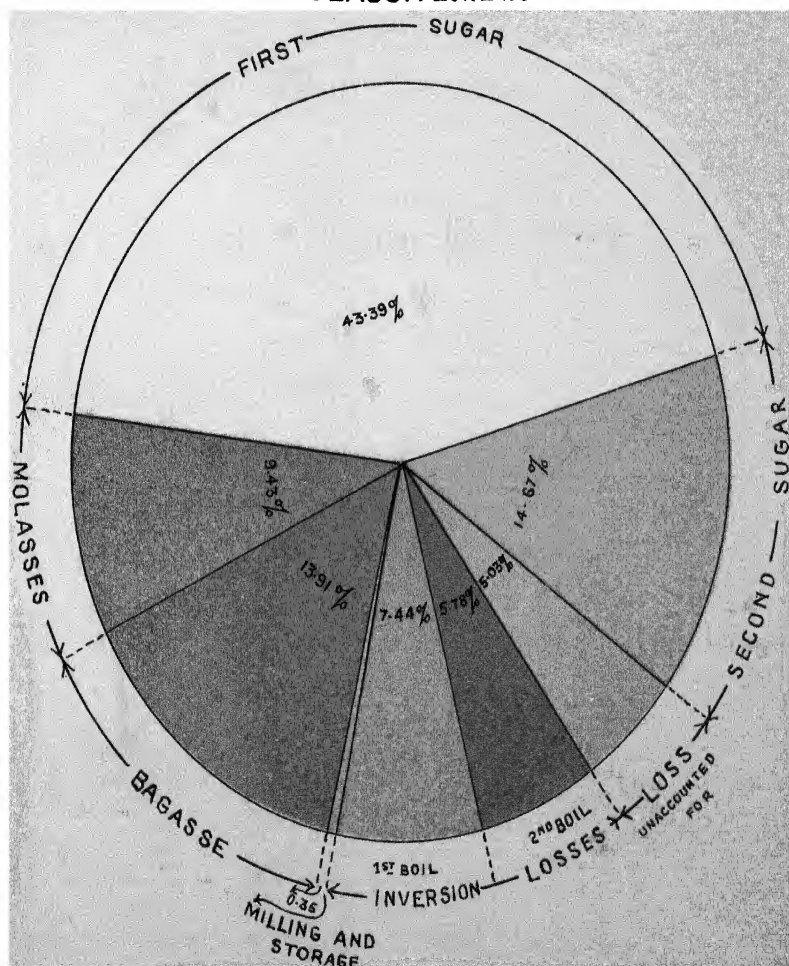 FIRST SUGAR
43.39%
9.43%
14.67%
13.91%
7.44%
5.78%
5.03%
MOLASSES
SECOND SUGAR
BAGASSE
0.36
MILLING AND
STORAGE
1ST BOIL
2ND BOIL
INVERSION LOSSES
LOSS
UNACCOUNTED
FOR